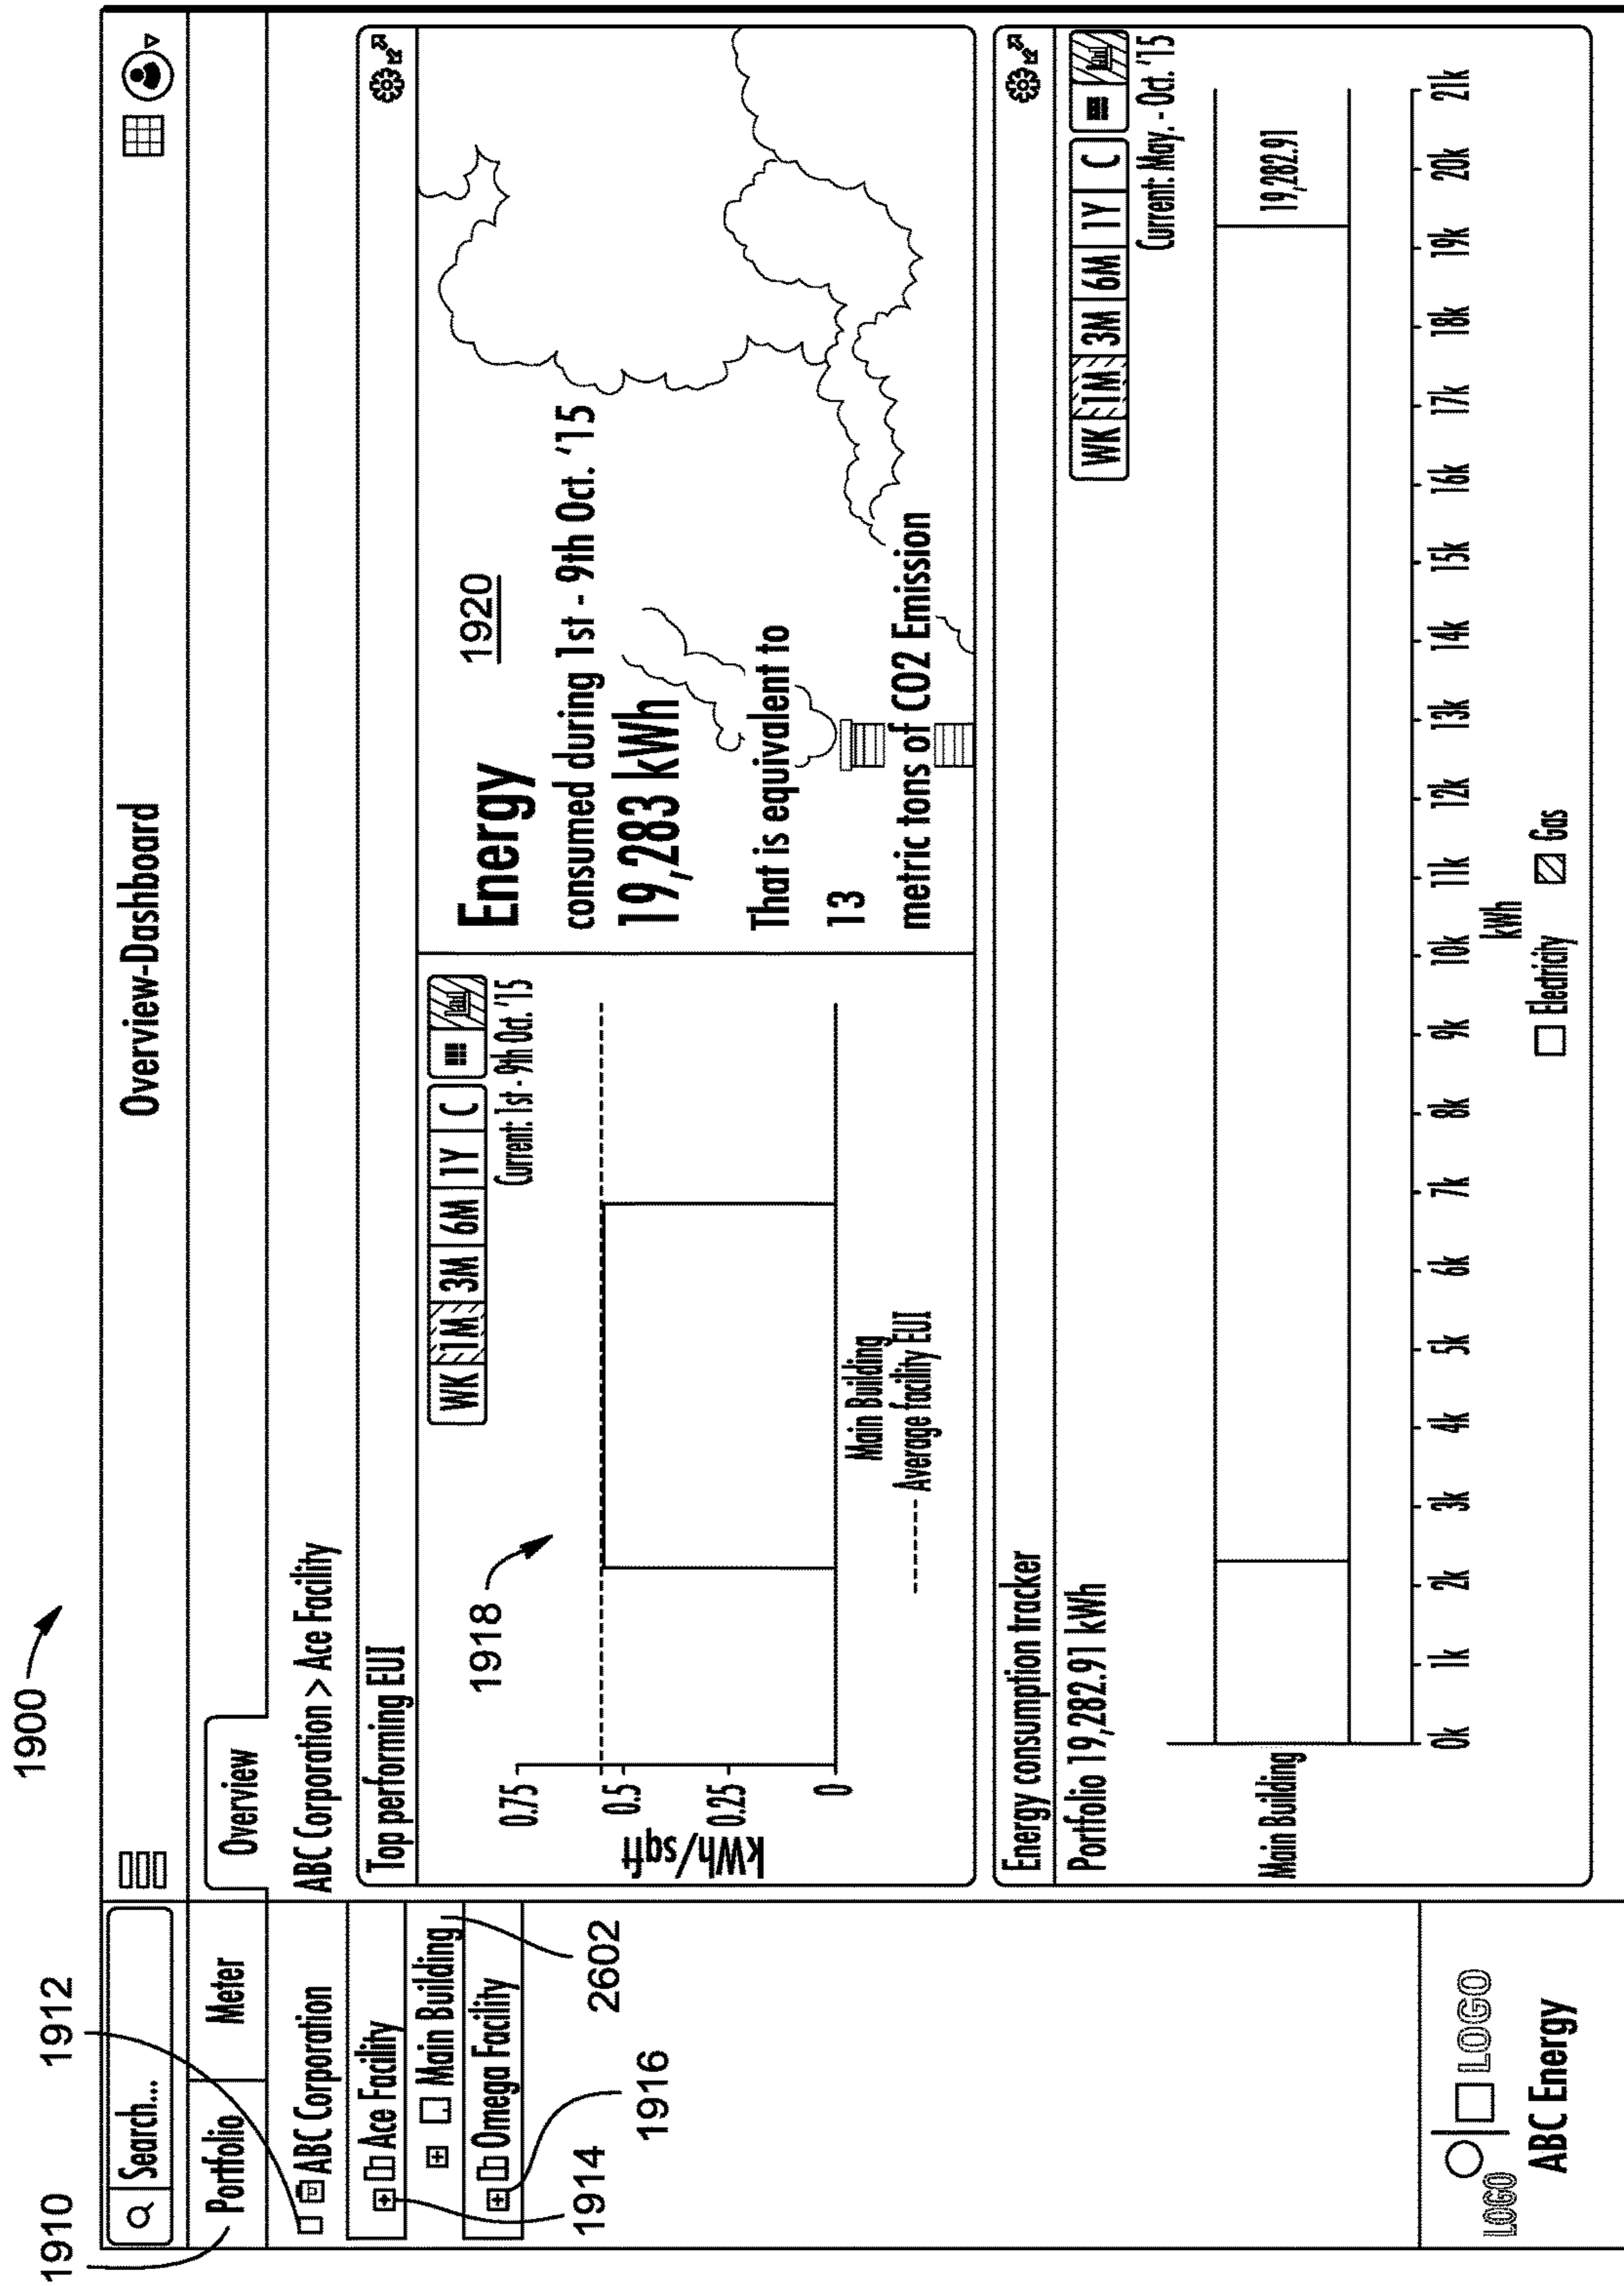 1900
1910
1912
Search...
Overview-Dashboard
Portfolio
Meter
Overview
ABC Corporation
Ace Facility
Main Building
Omega Facility
1914
1916
2602
ABC Corporation > Ace Facility
Top performing EUI
WK 1M 3M 6M 1Y C
Current: 1st - 9th Oct. '15
1918
kWh/sqft
0.75
0.5
0.25
0
Main Building
Average facility EUI
Energy
1920
consumed during 1st - 9th Oct. '15
19,283 kWh
That is equivalent to
13
metric tons of CO2 Emission
Energy consumption tracker
Portfolio 19,282.91 kWh
WK 1M 3M 6M 1Y C
Current: May. - Oct. '15
Main Building
19,282.91
0k 1k 2k 3k 4k 5k 6k 7k 8k 9k 10k 11k 12k 13k 14k 15k 16k 17k 18k 19k 20k 21k
kWh
Electricity Gas
LOGO LOGO
ABC Energy